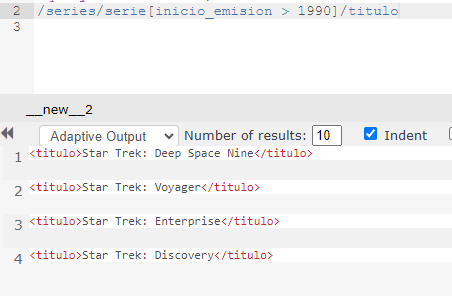 2 /series/serie[inicio_emision > 1990]/titulo
3
__new__2
Adaptive Output Number of results: 10 Indent
1 <titulo>Star Trek: Deep Space Nine</titulo>
2 <titulo>Star Trek: Voyager</titulo>
3 <titulo>Star Trek: Enterprise</titulo>
4 <titulo>Star Trek: Discovery</titulo>